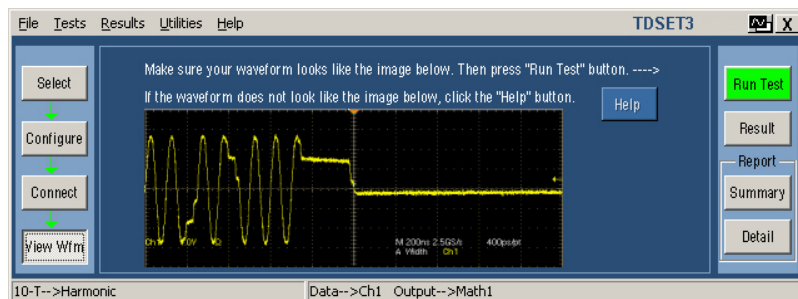 File Tests Results Utilities Help TDSET3 X
Select
Configure
Connect
View Wfm
Make sure your waveform looks like the image below. Then press "Run Test" button. ---->
If the waveform does not look like the image below, click the "Help" button.
Help
M 200ns 2.5GS/s 400ps/pt
A Width Ch1
Run Test
Result
Report
Summary
Detail
10-T-->Harmonic
Data-->Ch1 Output-->Math1